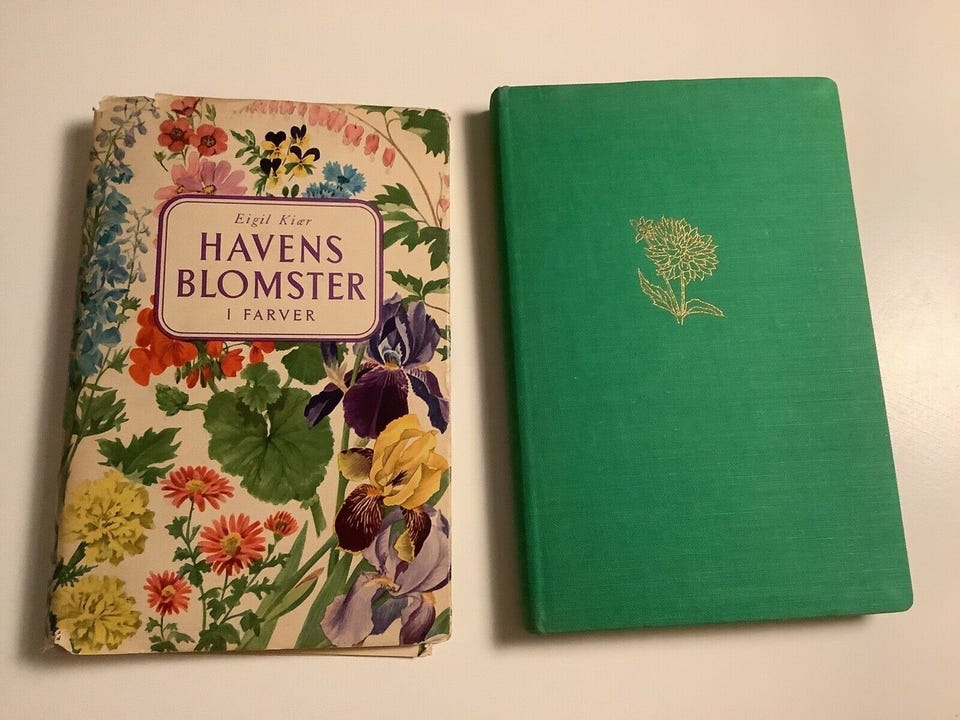 Eigil Kiær
HAVENS
BLOMSTER
I FARVER